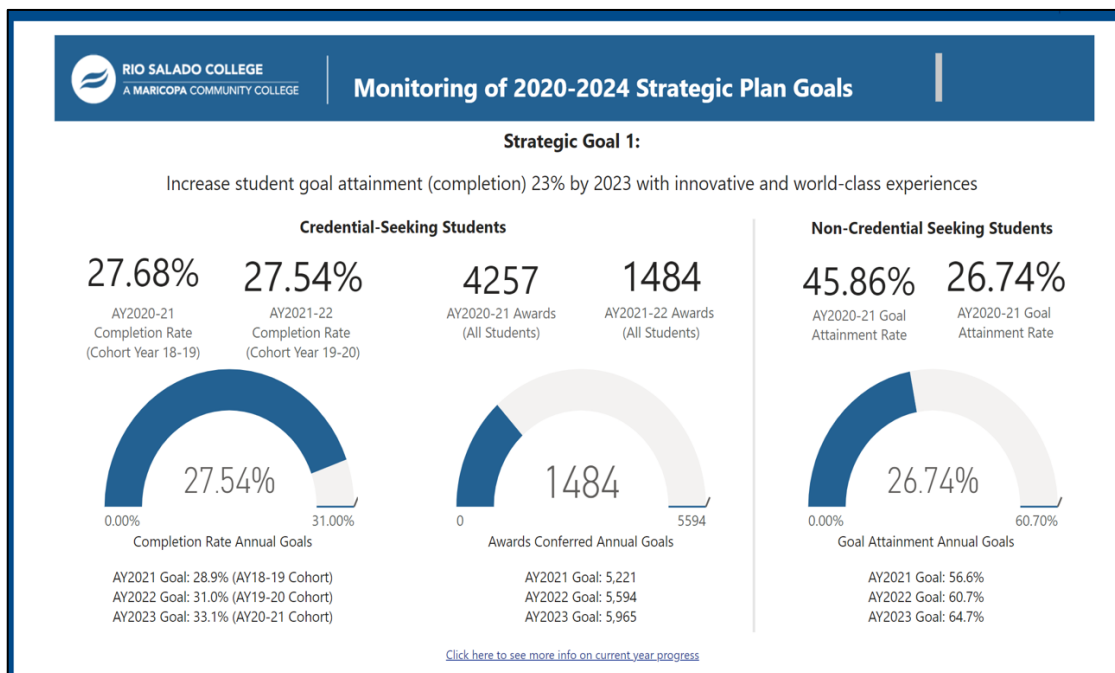 RIO SALADO COLLEGE
A MARICOPA COMMUNITY COLLEGE
Monitoring of 2020-2024 Strategic Plan Goals
Strategic Goal 1:
Increase student goal attainment (completion) 23% by 2023 with innovative and world-class experiences
Credential-Seeking Students
27.68%
AY2020-21
Completion Rate
(Cohort Year 18-19)
27.54%
AY2021-22
Completion Rate
(Cohort Year 19-20)
4257
AY2020-21 Awards
(All Students)
1484
AY2021-22 Awards
(All Students)
27.54%
0.00%
31.00%
Completion Rate Annual Goals
AY2021 Goal: 28.9% (AY18-19 Cohort)
AY2022 Goal: 31.0% (AY19-20 Cohort)
AY2023 Goal: 33.1% (AY20-21 Cohort)
1484
0
5594
Awards Conferred Annual Goals
AY2021 Goal: 5,221
AY2022 Goal: 5,594
AY2023 Goal: 5,965
Non-Credential Seeking Students
45.86%
AY2020-21 Goal
Attainment Rate
26.74%
AY2020-21 Goal
Attainment Rate
26.74%
0.00%
60.70%
Goal Attainment Annual Goals
AY2021 Goal: 56.6%
AY2022 Goal: 60.7%
AY2023 Goal: 64.7%
Click here to see more info on current year progress